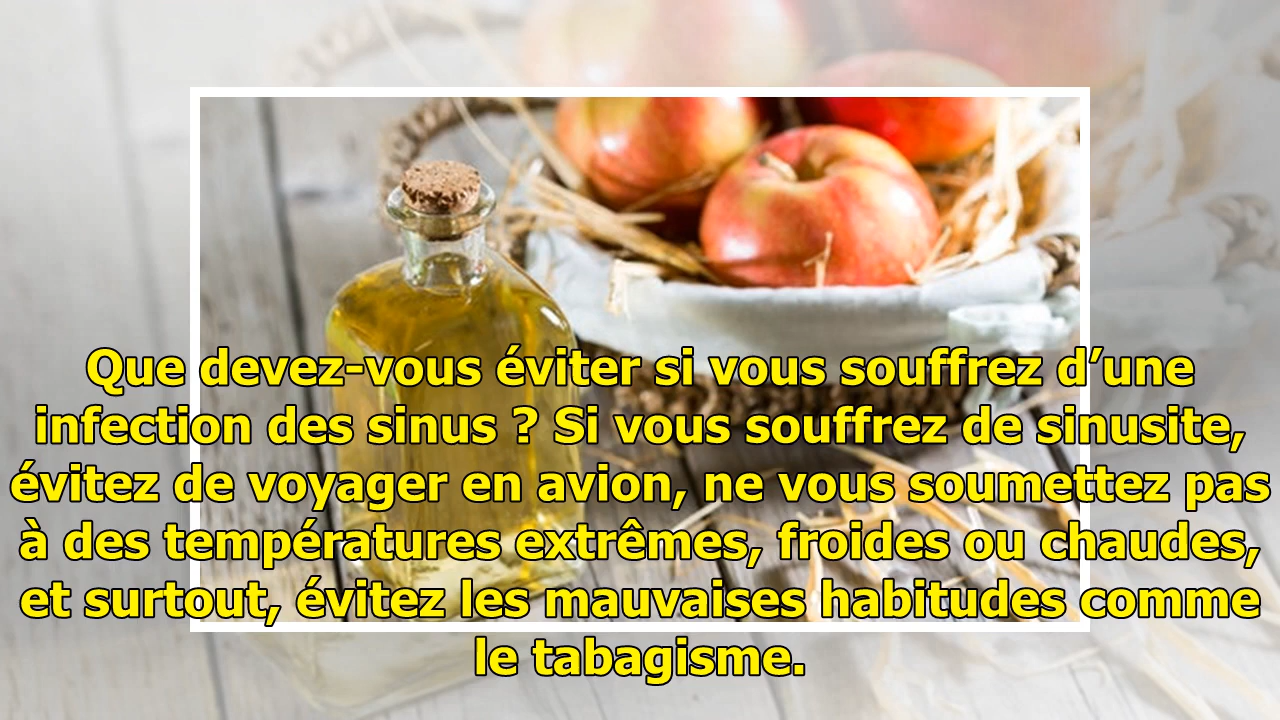 Que devez-vous éviter si vous souffrez d’une
infection des sinus ? Si vous souffrez de sinusite,
évitez de voyager en avion, ne vous soumettez pas
à des températures extrêmes, froides ou chaudes,
et surtout, évitez les mauvaises habitudes comme
le tabagisme.